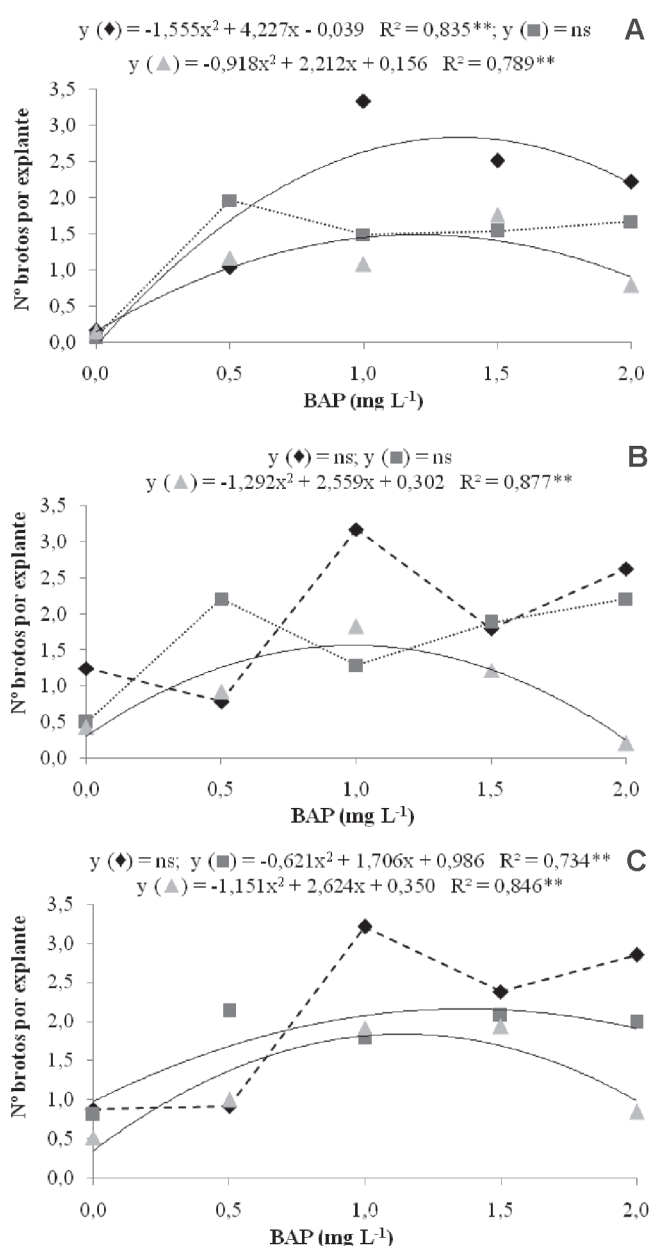 y (◆) = -1,555x² + 4,227x - 0,039 R² = 0,835**; y (■) = ns A
y (▲) = -0,918x² + 2,212x + 0,156 R² = 0,789**
Nº brotos por explante
3,5
3,0
2,5
2,0
1,5
1,0
0,5
0,0
0,0 0,5 1,0 1,5 2,0
BAP (mg L⁻¹)
y (◆) = ns; y (■) = ns B
y (▲) = -1,292x² + 2,559x + 0,302 R² = 0,877**
Nº brotos por explante
3,5
3,0
2,5
2,0
1,5
1,0
0,5
0,0
0,0 0,5 1,0 1,5 2,0
BAP (mg L⁻¹)
y (◆) = ns; y (■) = -0,621x² + 1,706x + 0,986 R² = 0,734** C
y (▲) = -1,151x² + 2,624x + 0,350 R² = 0,846**
Nº brotos por explante
3,5
3,0
2,5
2,0
1,5
1,0
0,5
0,0
0,0 0,5 1,0 1,5 2,0
BAP (mg L⁻¹)